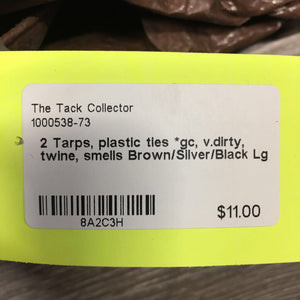 The Tack Collector
1000538-73
2 Tarps, plastic ties *gc, v.dirty,
twine, smells Brown/Silver/Black Lg
8A2C3H
$11.00